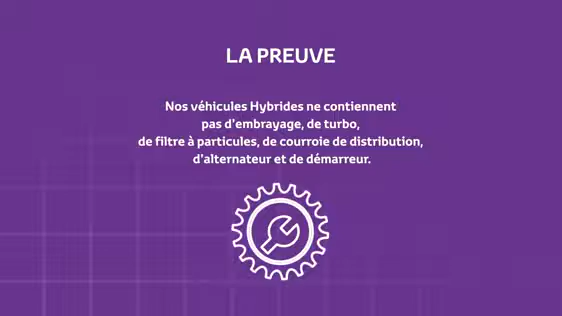 LA PREUVE
Nos véhicules Hybrides ne contiennent
pas d'embrayage, de turbo,
de filtre à particules, de courroie de distribution,
d'alternateur et de démarreur.